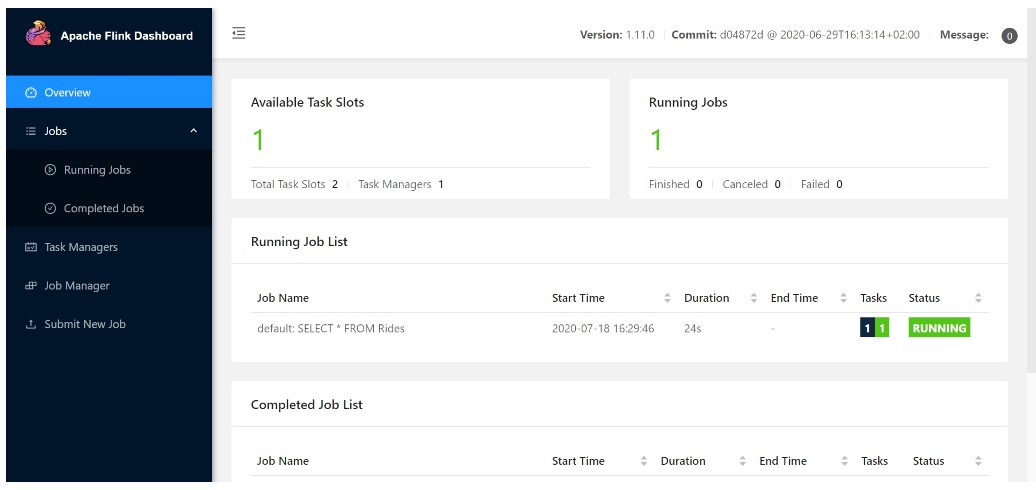 Apache Flink Dashboard
Version: 1.11.0 Commit: d04872d @ 2020-06-29T16:13:14+02:00 Message: 0
Overview
Jobs
Running Jobs
Completed Jobs
Task Managers
Job Manager
Submit New Job
Available Task Slots
1
Total Task Slots 2 Task Managers 1
Running Jobs
1
Finished 0 Canceled 0 Failed 0
Running Job List
Job Name Start Time Duration End Time Tasks Status
default: SELECT * FROM Rides 2020-07-18 16:29:46 24s - 1 1 RUNNING
Completed Job List
Job Name Start Time Duration End Time Tasks Status